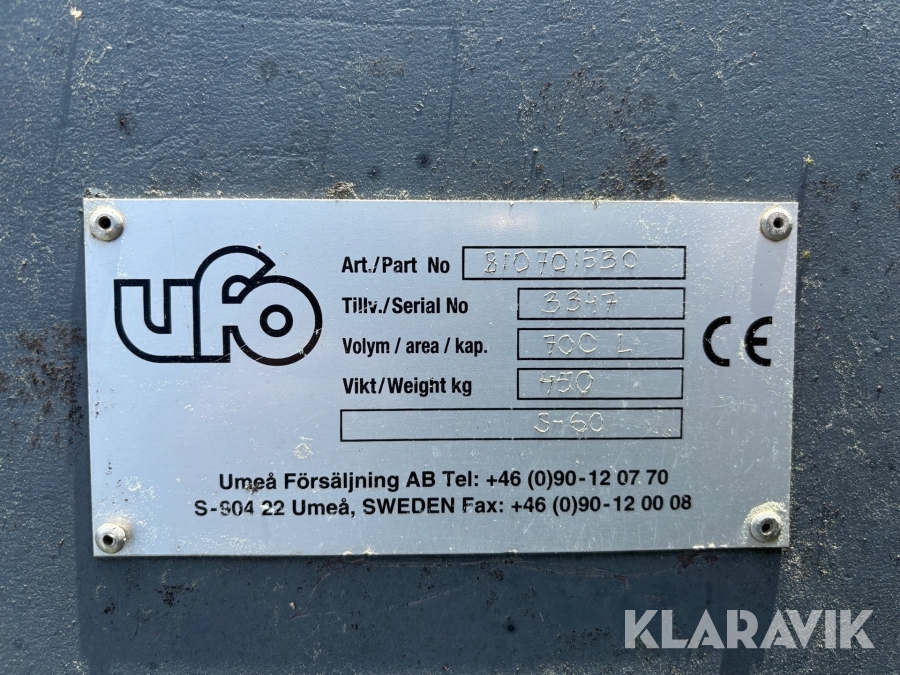 ufo
Art./Part No 810701530
Tillv./Serial No 3347
Volym / area / kap. 700 L
Vikt/Weight kg 450
S-60
CE
Umeå Försäljning AB Tel: +46 (0)90-12 07 70
S-904 22 Umeå, SWEDEN Fax: +46 (0)90-12 00 08
KLARAVIK